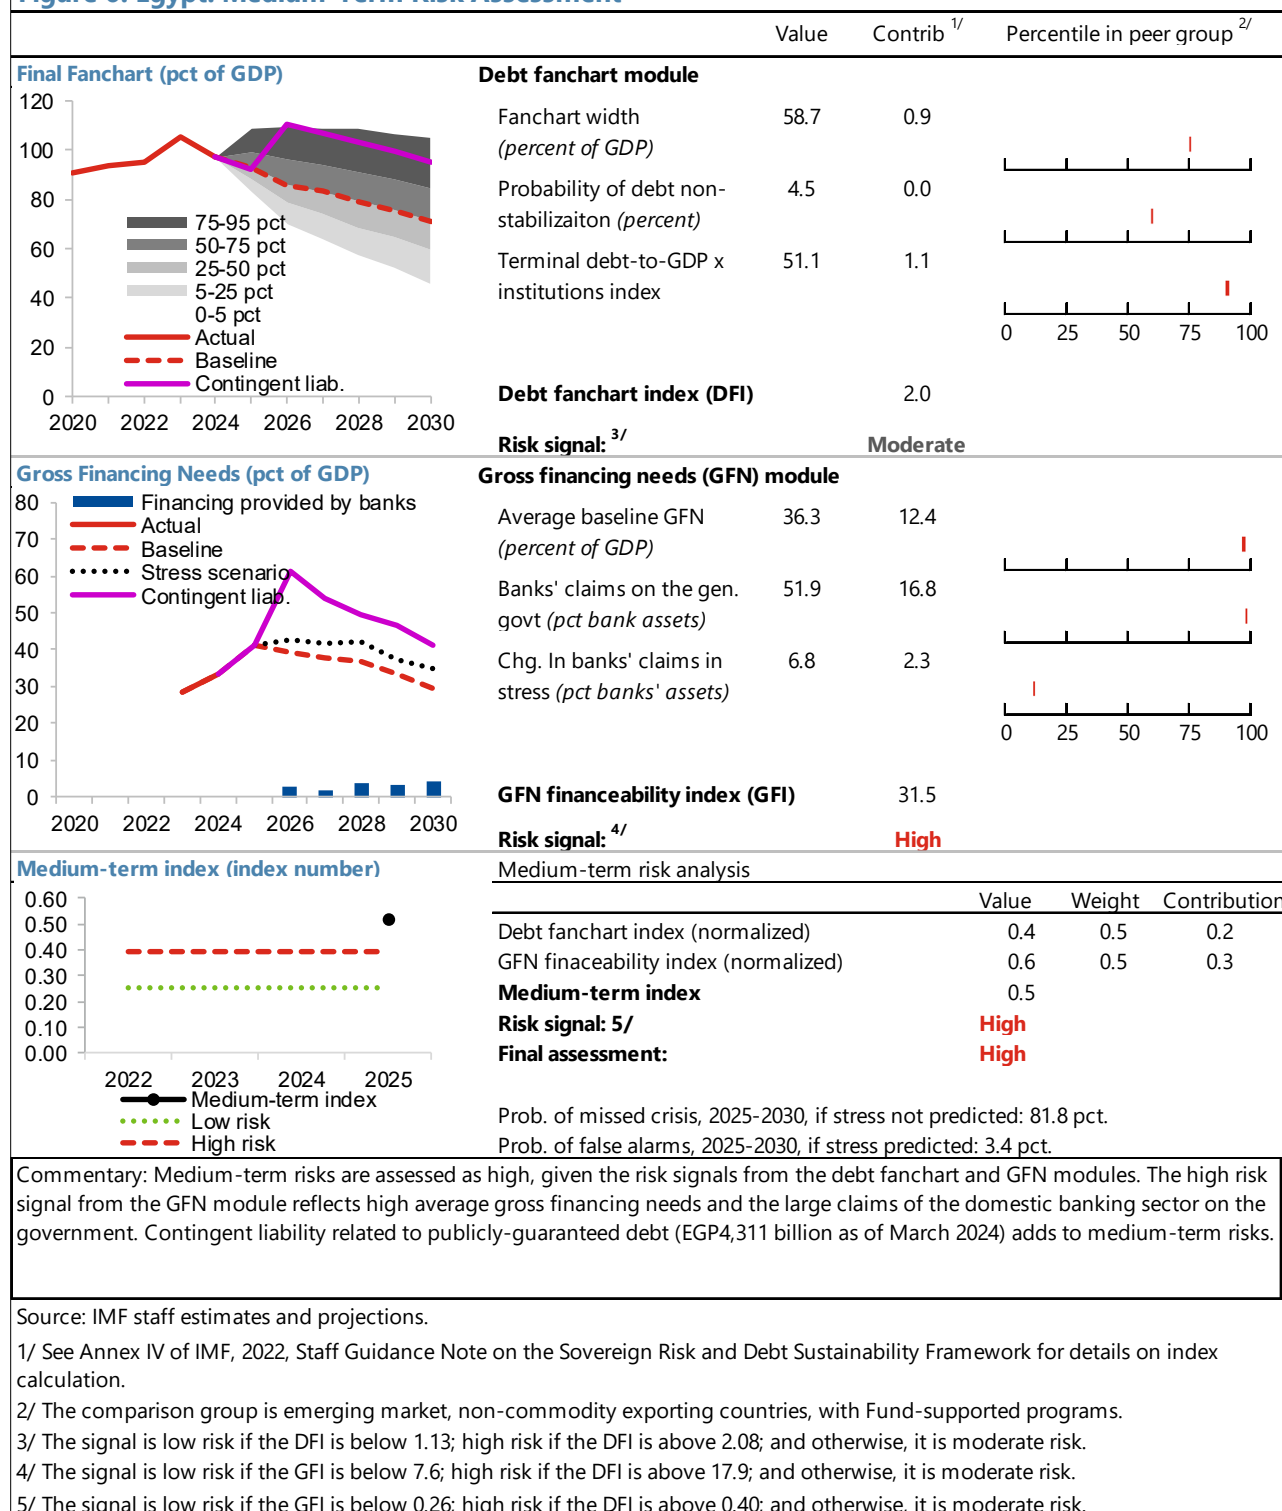 Figure 6. Egypt: Medium-Term Risk Assessment
Value Contrib 1/ Percentile in peer group 2/
Final Fanchart (pct of GDP)
120
100
80
60
40
20
0
75-95 pct
50-75 pct
25-50 pct
5-25 pct
0-5 pct
Actual
Baseline
Contingent liab.
2020 2022 2024 2026 2028 2030
Debt fanchart module
Fanchart width 58.7 0.9
(percent of GDP)
Probability of debt non- 4.5 0.0
stabilizaiton (percent)
Terminal debt-to-GDP x 51.1 1.1
institutions index
0 25 50 75 100
Debt fanchart index (DFI) 2.0
Risk signal: 3/ Moderate
Gross Financing Needs (pct of GDP)
80
70
60
50
40
30
20
10
0
Financing provided by banks
Actual
Baseline
Stress scenario
Contingent liab.
2020 2022 2024 2026 2028 2030
Gross financing needs (GFN) module
Average baseline GFN 36.3 12.4
(percent of GDP)
Banks' claims on the gen. 51.9 16.8
govt (pct bank assets)
Chg. In banks' claims in 6.8 2.3
stress (pct banks' assets)
0 25 50 75 100
GFN financeability index (GFI) 31.5
Risk signal: 4/ High
Medium-term index (index number)
0.60
0.50
0.40
0.30
0.20
0.10
0.00
2022 2023 2024 2025
Medium-term index
Low risk
High risk
Medium-term risk analysis
Value Weight Contribution
Debt fanchart index (normalized) 0.4 0.5 0.2
GFN finaceability index (normalized) 0.6 0.5 0.3
Medium-term index 0.5
Risk signal: 5/ High
Final assessment: High
Prob. of missed crisis, 2025-2030, if stress not predicted: 81.8 pct.
Prob. of false alarms, 2025-2030, if stress predicted: 3.4 pct.
Commentary: Medium-term risks are assessed as high, given the risk signals from the debt fanchart and GFN modules. The high risk
signal from the GFN module reflects high average gross financing needs and the large claims of the domestic banking sector on the
government. Contingent liability related to publicly-guaranteed debt (EGP4,311 billion as of March 2024) adds to medium-term risks.
Source: IMF staff estimates and projections.
1/ See Annex IV of IMF, 2022, Staff Guidance Note on the Sovereign Risk and Debt Sustainability Framework for details on index
calculation.
2/ The comparison group is emerging market, non-commodity exporting countries, with Fund-supported programs.
3/ The signal is low risk if the DFI is below 1.13; high risk if the DFI is above 2.08; and otherwise, it is moderate risk.
4/ The signal is low risk if the GFI is below 7.6; high risk if the DFI is above 17.9; and otherwise, it is moderate risk.
5/ The signal is low risk if the GFI is below 0.26; high risk if the DFI is above 0.40; and otherwise, it is moderate risk.